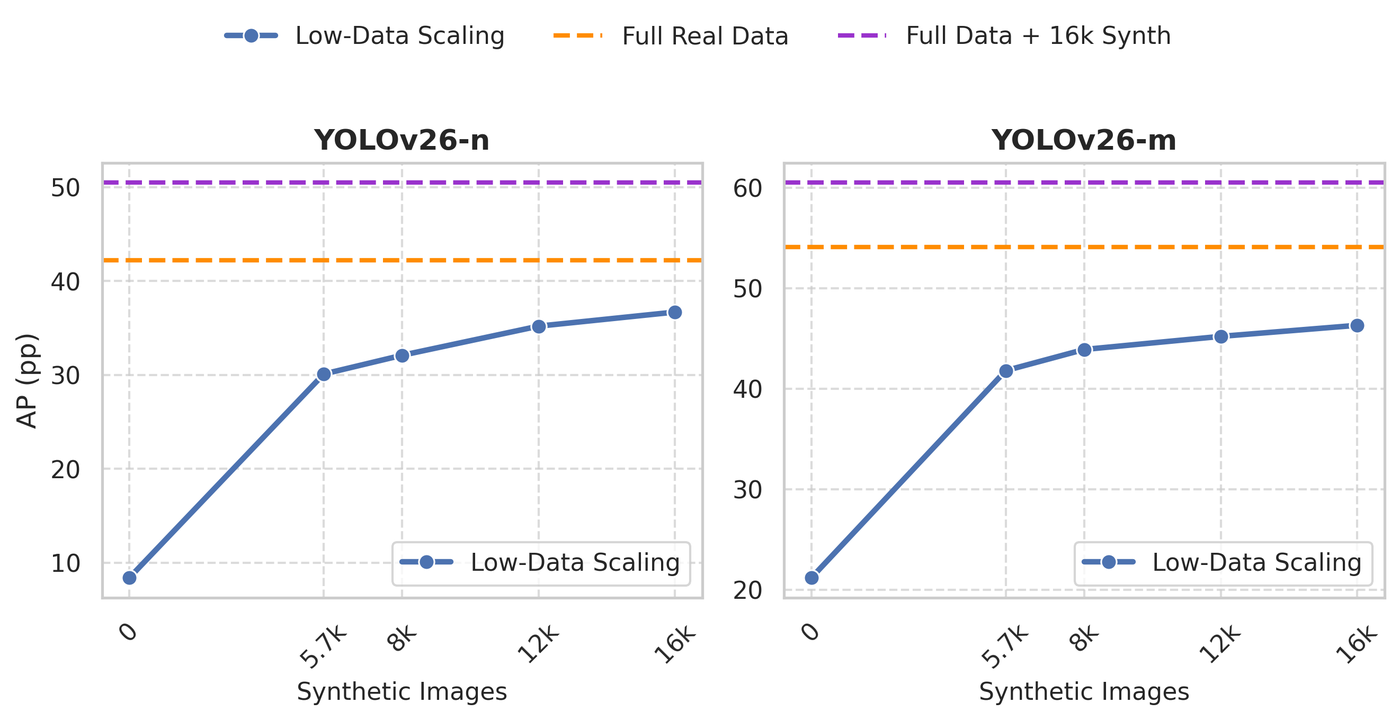 Low-Data Scaling Full Real Data Full Data + 16k Synth
YOLOv26-n
50
40
30
20
10
AP (pp)
Low-Data Scaling
0 5.7k 8k 12k 16k
Synthetic Images
YOLOv26-m
60
50
40
30
20
Low-Data Scaling
0 5.7k 8k 12k 16k
Synthetic Images